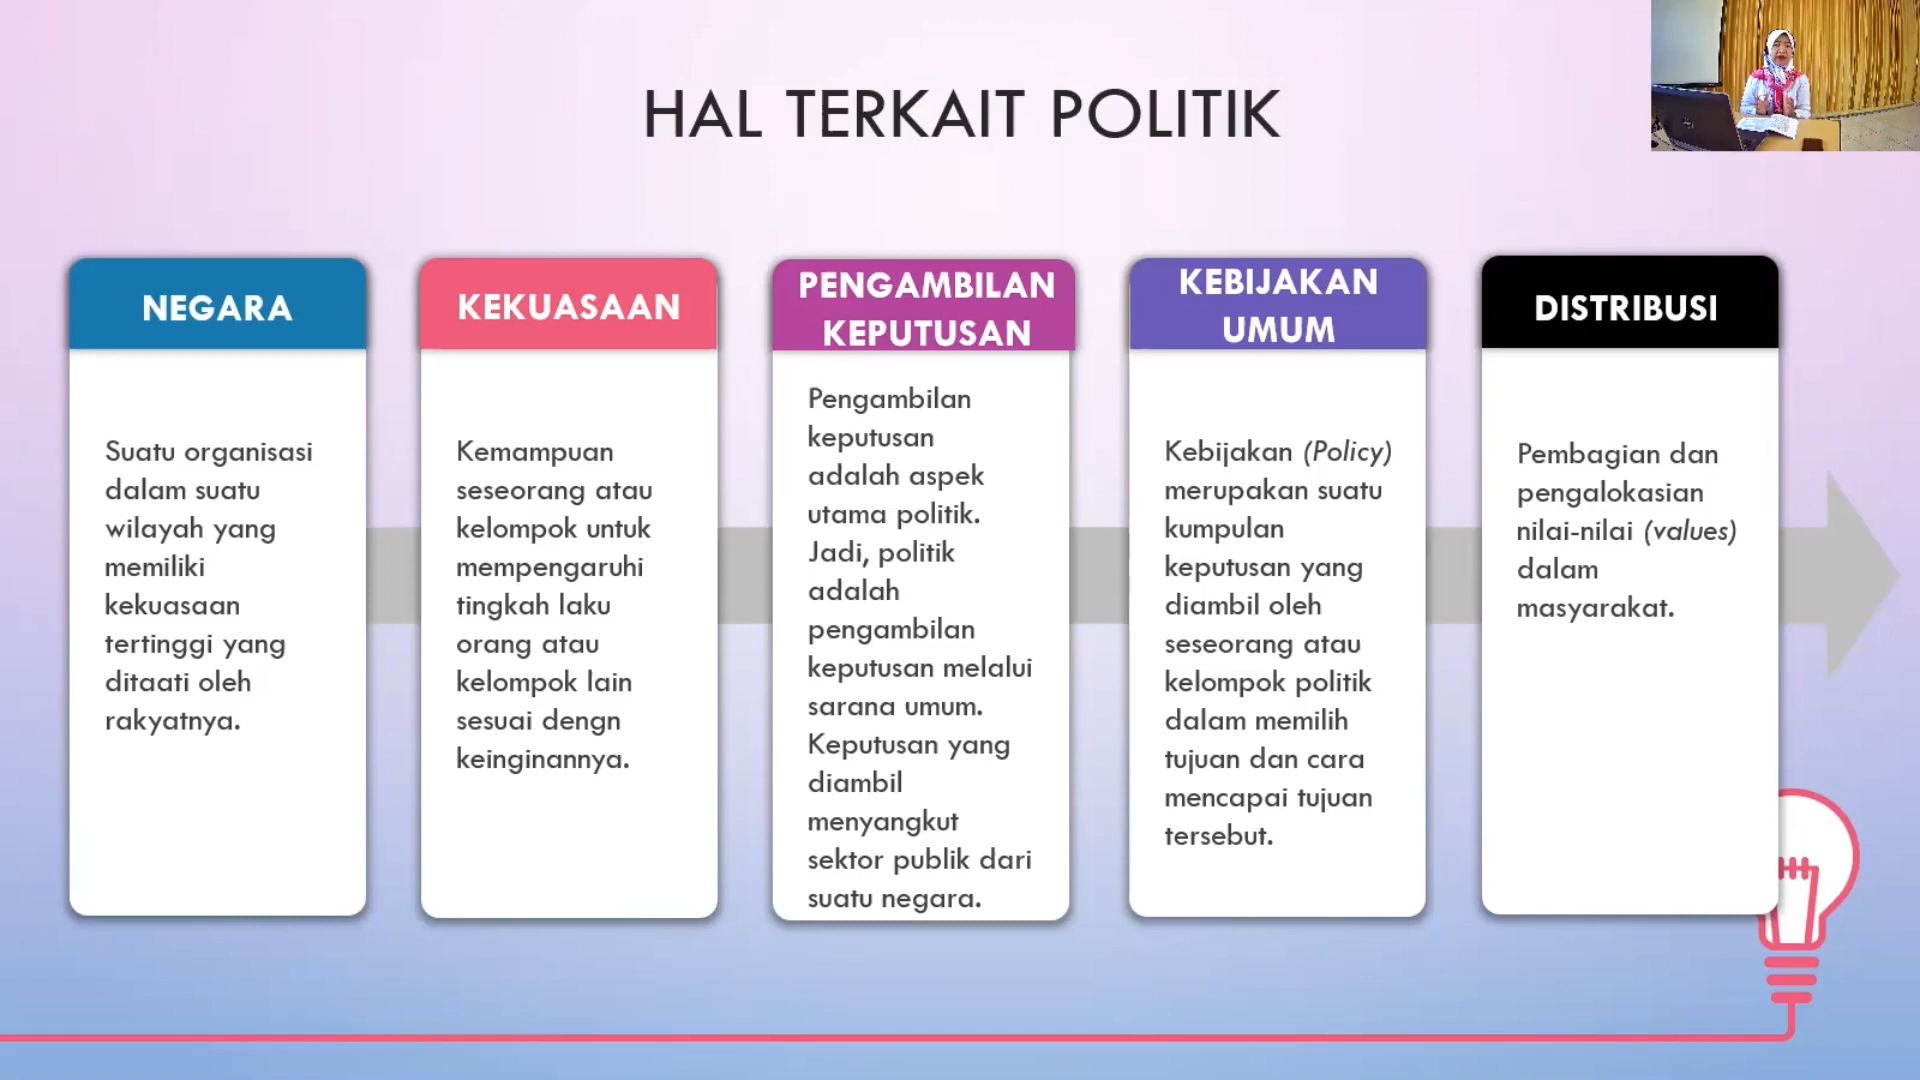 HAL TERKAIT POLITIK
NEGARA
Suatu organisasi
dalam suatu
wilayah yang
memiliki
kekuasaan
tertinggi yang
ditaati oleh
rakyatnya.
KEKUASAAN
Kemampuan
seseorang atau
kelompok untuk
mempengaruhi
tingkah laku
orang atau
kelompok lain
sesuai dengn
keinginannya.
PENGAMBILAN
KEPUTUSAN
Pengambilan
keputusan
adalah aspek
utama politik.
Jadi, politik
adalah
pengambilan
keputusan melalui
sarana umum.
Keputusan yang
diambil
menyangkut
sektor publik dari
suatu negara.
KEBIJAKAN
UMUM
Kebijakan (Policy)
merupakan suatu
kumpulan
keputusan yang
diambil oleh
seseorang atau
kelompok politik
dalam memilih
tujuan dan cara
mencapai tujuan
tersebut.
DISTRIBUSI
Pembagian dan
pengalokasian
nilai-nilai (values)
dalam
masyarakat.